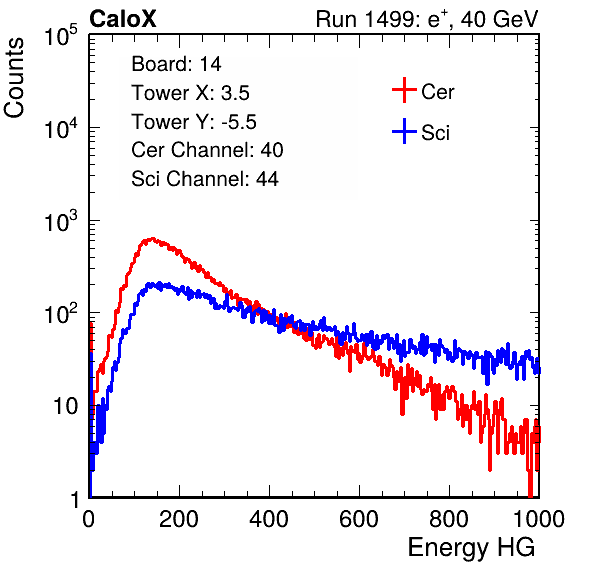 CaloX Run 1499: e⁺, 40 GeV
Counts
10⁵
10⁴
10³
10²
10
1
Board: 14
Tower X: 3.5
Tower Y: -5.5
Cer Channel: 40
Sci Channel: 44
Cer
Sci
0 200 400 600 800 1000
Energy HG